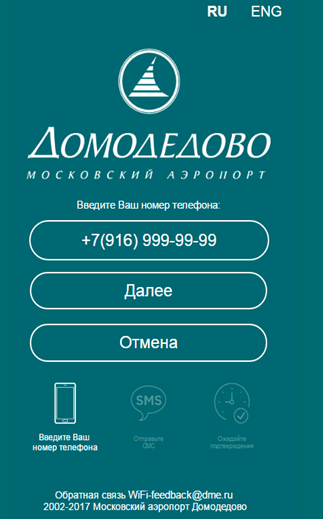 RU ENG
ДОМОДЕДОВО
МОСКОВСКИЙ АЭРОПОРТ
Введите Ваш номер телефона:
+7(916) 999-99-99
Далее
Отмена
SMS
Введите Ваш
номер телефона
Отправьте
СМС
Ожидайте
подтверждения
Обратная связь WiFi-feedback@dme.ru
2002-2017 Московский аэропорт Домодедово